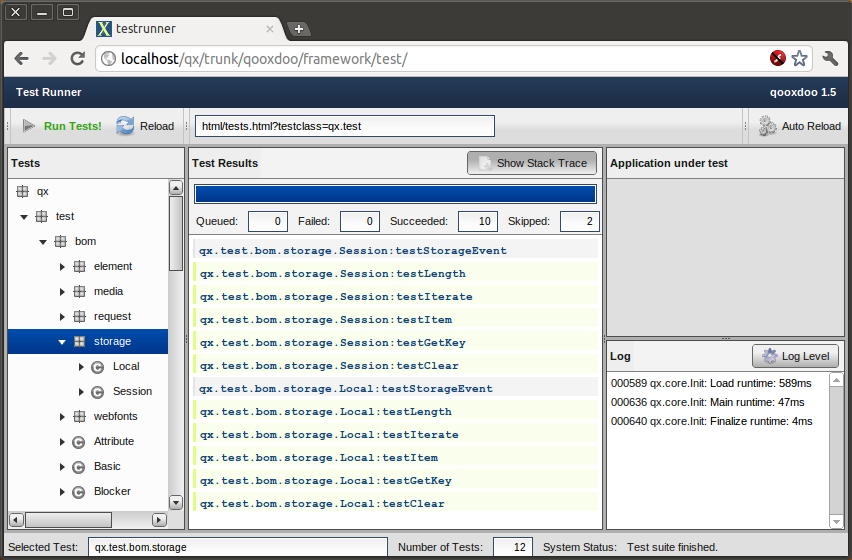 testrunner
localhost/qx/trunk/qooxdoo/framework/test/
Test Runner
qooxdoo 1.5
Run Tests!
Reload
html/tests.html?testclass=qx.test
Auto Reload
Tests
qx
test
bom
element
media
request
storage
Local
Session
webfonts
Attribute
Basic
Blocker
Test Results
Show Stack Trace
Queued: 0 Failed: 0 Succeeded: 10 Skipped: 2
qx.test.bom.storage.Session:testStorageEvent
qx.test.bom.storage.Session:testLength
qx.test.bom.storage.Session:testIterate
qx.test.bom.storage.Session:testItem
qx.test.bom.storage.Session:testGetKey
qx.test.bom.storage.Session:testClear
qx.test.bom.storage.Local:testStorageEvent
qx.test.bom.storage.Local:testLength
qx.test.bom.storage.Local:testIterate
qx.test.bom.storage.Local:testItem
qx.test.bom.storage.Local:testGetKey
qx.test.bom.storage.Local:testClear
Application under test
Log
Log Level
000589 qx.core.Init: Load runtime: 589ms
000636 qx.core.Init: Main runtime: 47ms
000640 qx.core.Init: Finalize runtime: 4ms
Selected Test: qx.test.bom.storage Number of Tests: 12 System Status: Test suite finished.